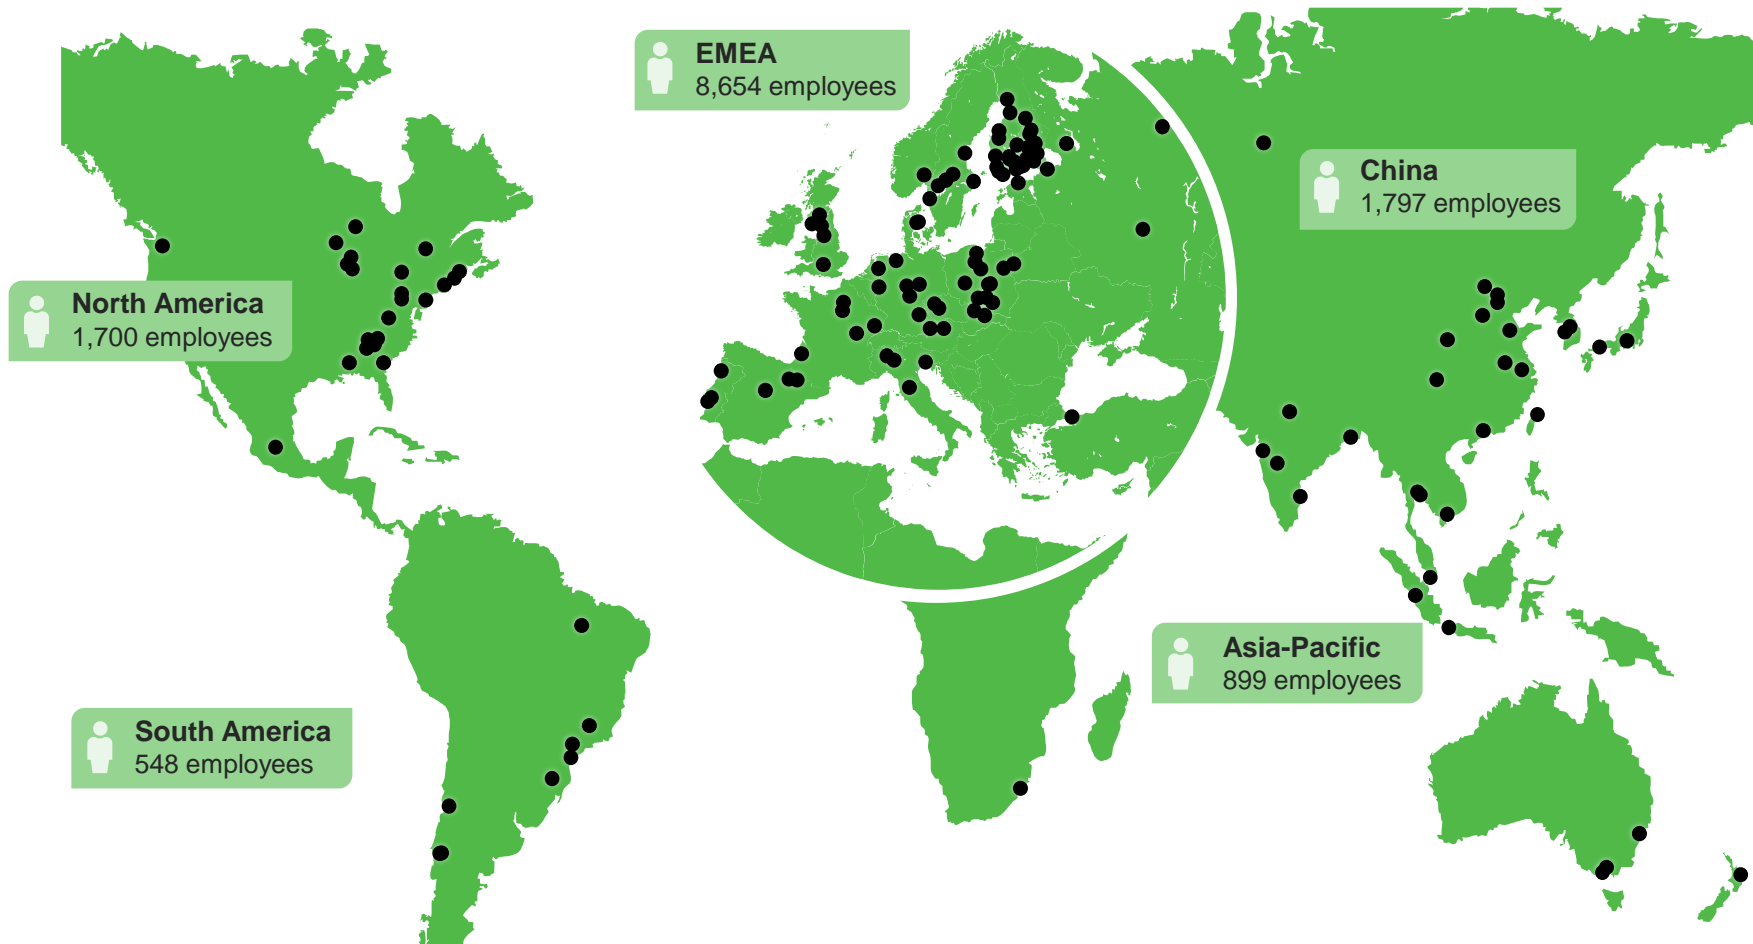 EMEA
8,654 employees
China
1,797 employees
North America
1,700 employees
Asia-Pacific
899 employees
South America
548 employees